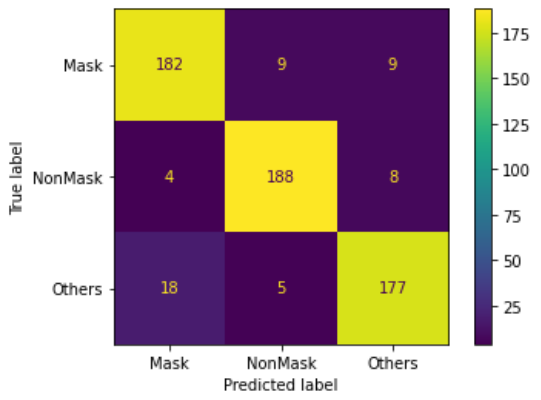 Mask 182 9 9
NonMask 4 188 8
Others 18 5 177
Mask NonMask Others
Predicted label
True label
175
150
125
100
75
50
25